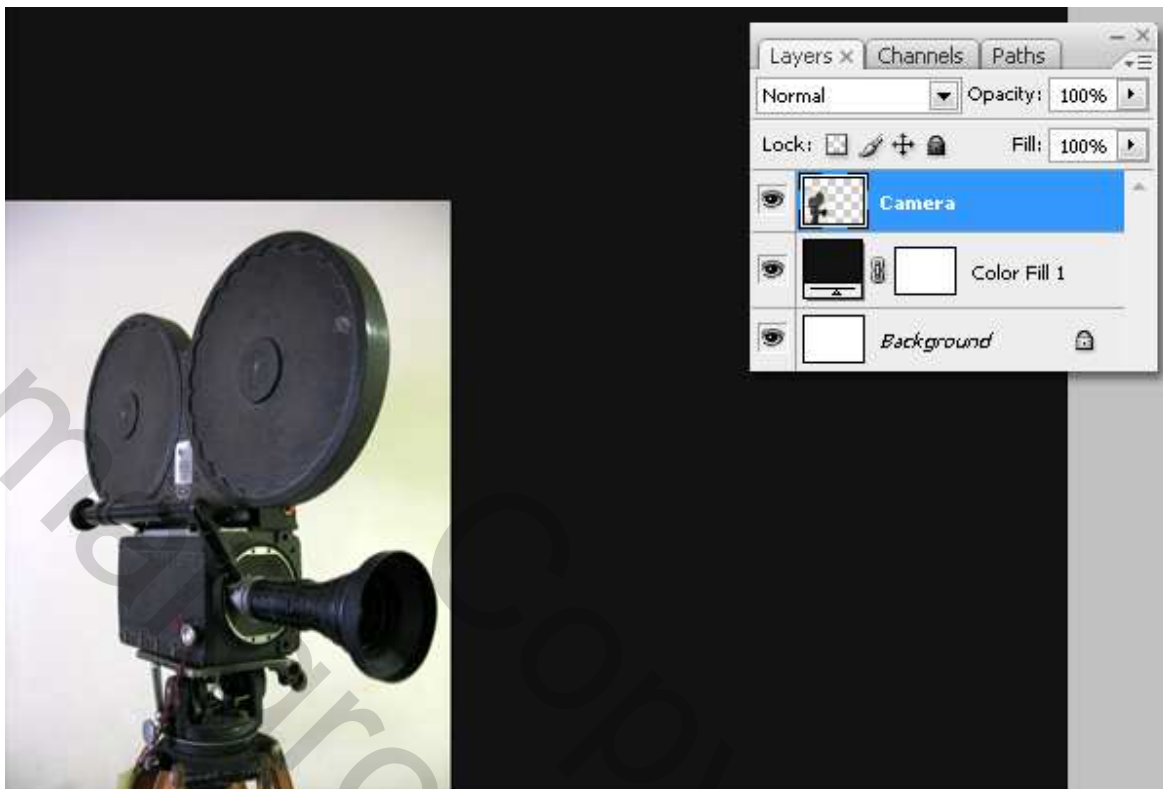 Layers × Channels Paths
Normal Opacity: 100%
Lock: Fill: 100%
Camera
Color Fill 1
Background